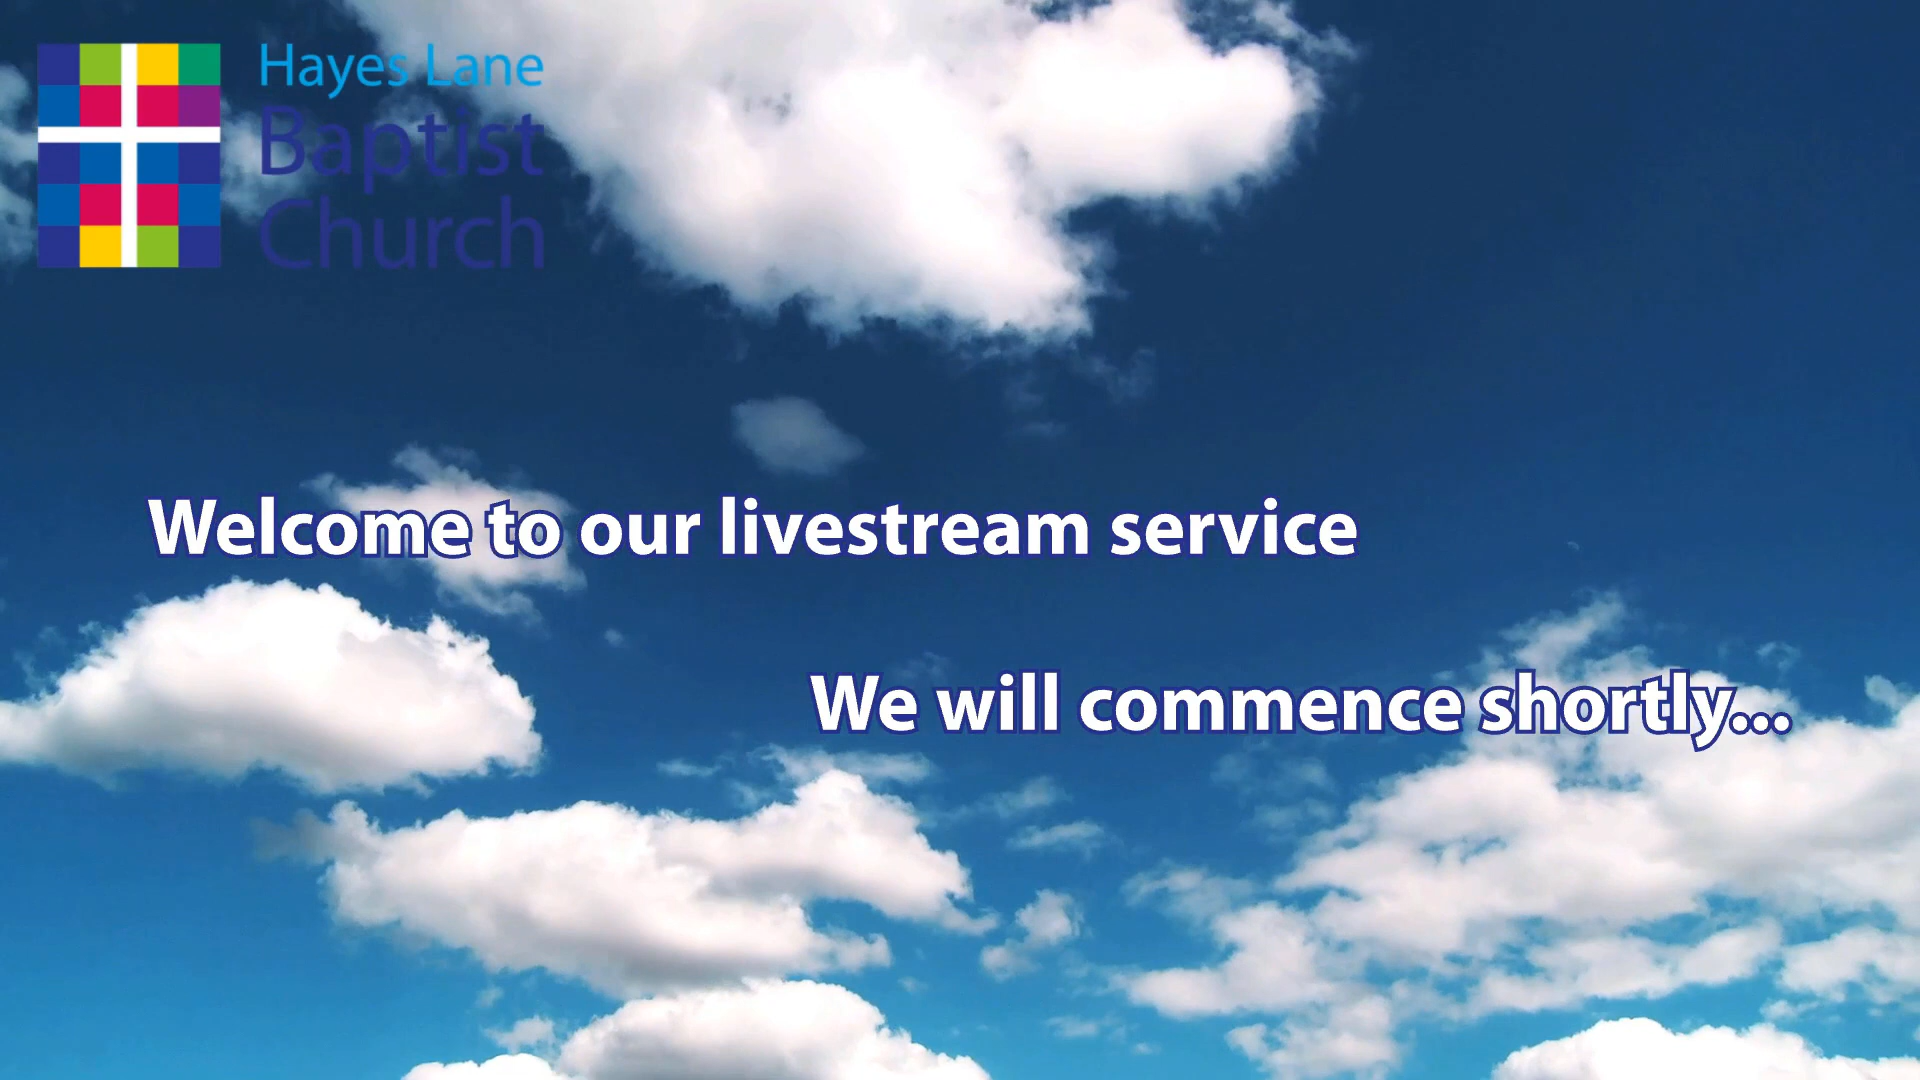 Hayes Lane
Baptist
Church
Welcome to our livestream service
We will commence shortly...